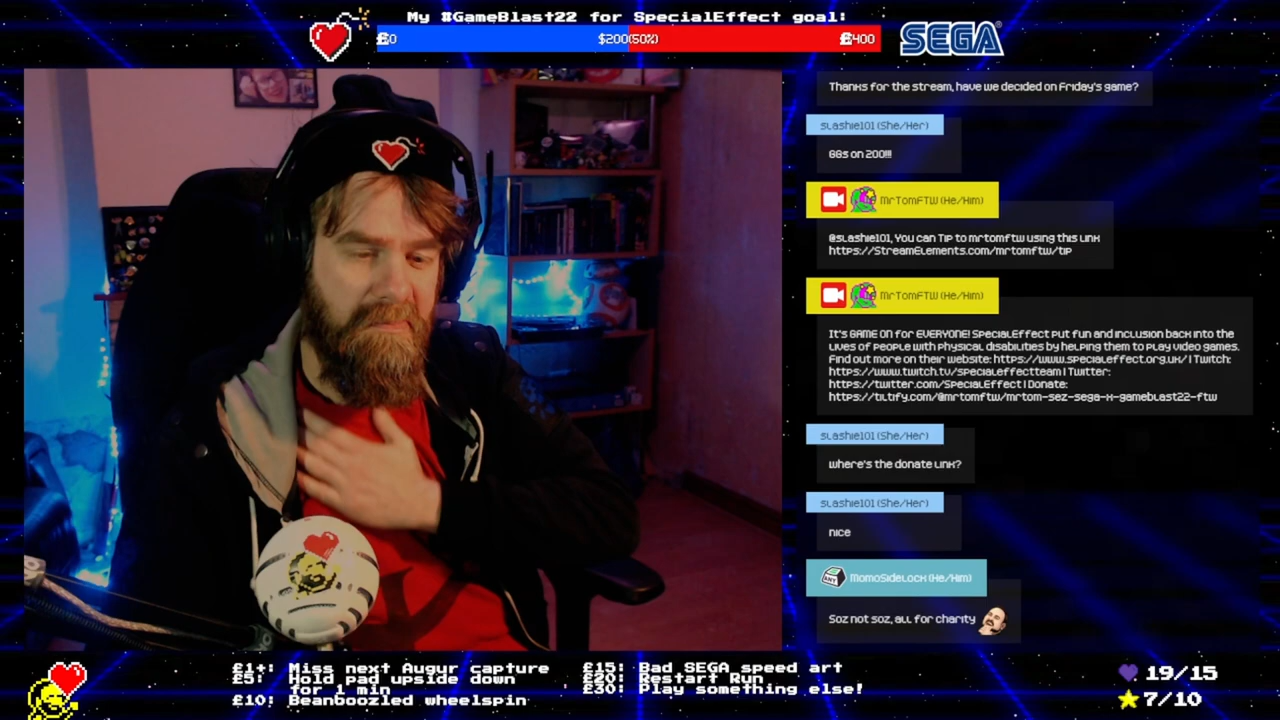 My #GameBlast22 for SpecialEffect goal:
£0
$200(50%)
£400
SEGA®
Thanks for the stream, have we decided on Friday's game?
slashie101 (She/Her)
GGs on 200!!!
MrTomFTW (He/Him)
@slashie101, You can Tip to mrtomftw using this link
https://StreamElements.com/mrtomftw/tip
MrTomFTW (He/Him)
It's GAME ON for EVERYONE! SpecialEffect put fun and inclusion back into the
lives of people with physical disabilities by helping them to play video games.
Find out more on their website: https://www.specialeffect.org.uk/ | Twitch:
https://www.twitch.tv/specialeffectteam | Twitter:
https://twitter.com/SpecialEffect | Donate:
https://tiltify.com/@mrtomftw/mrtom-sez-sega-x-gameblast22-ftw
slashie101 (She/Her)
where's the donate link?
slashie101 (She/Her)
nice
ANY
MomoSideLock (He/Him)
Soz not soz, all for charity
£1+: Miss next Augur capture
£5: Hold pad upside down
for 1 min
£10: Beanboozled wheelspin
£15: Bad SEGA speed art
£20: Restart Run
£30: Play something else!
19/15
7/10